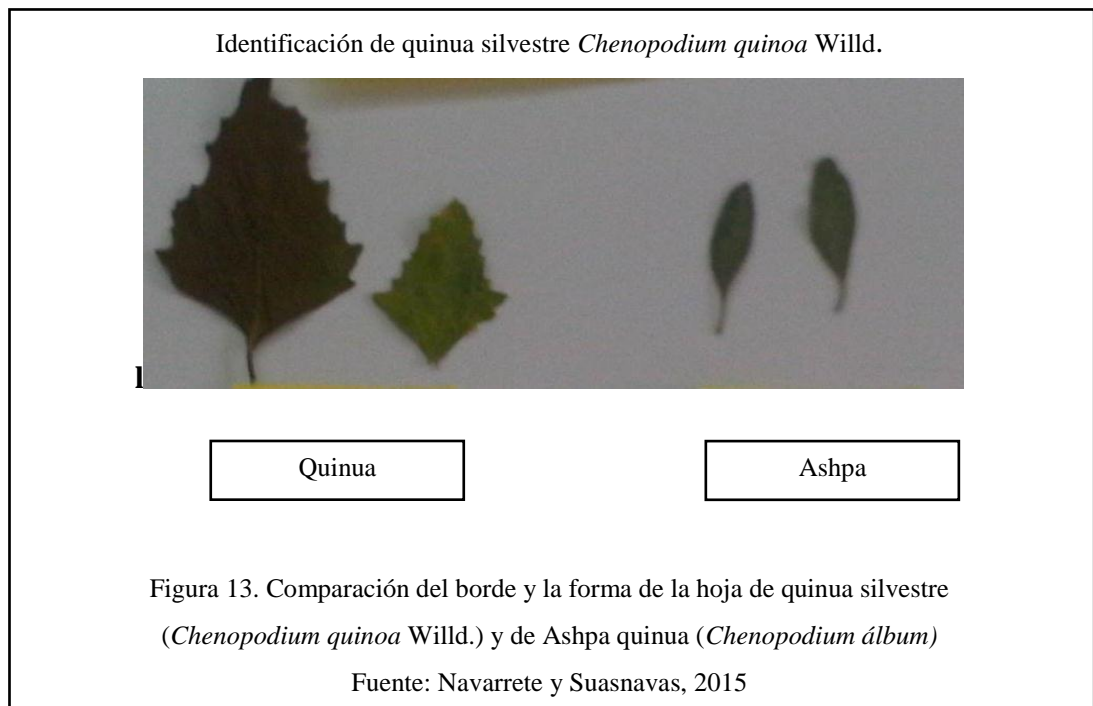 Identificación de quinua silvestre Chenopodium quinoa Willd.
l
Quinua
Ashpa
Figura 13. Comparación del borde y la forma de la hoja de quinua silvestre
(Chenopodium quinoa Willd.) y de Ashpa quinua (Chenopodium álbum)
Fuente: Navarrete y Suasnavas, 2015